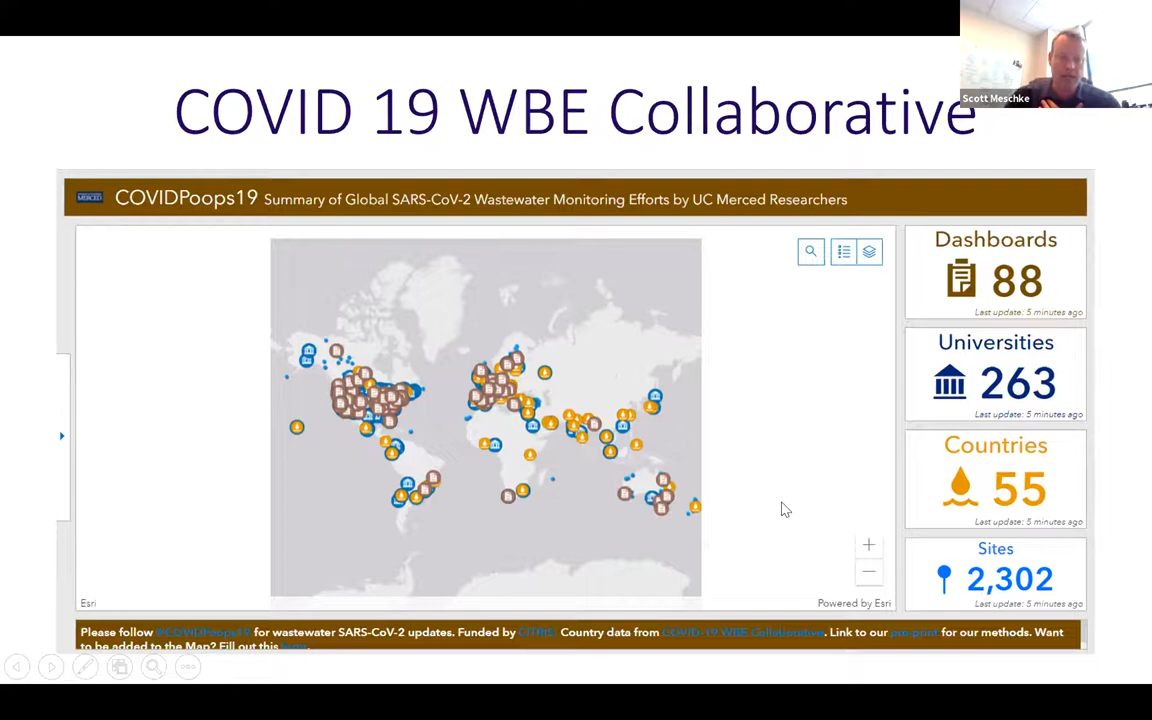 Scott Meschke
COVID 19 WBE Collaborative
MERCED
COVIDPoops19 Summary of Global SARS-CoV-2 Wastewater Monitoring Efforts by UC Merced Researchers
Dashboards
88
Last update: 5 minutes ago
Universities
263
Last update: 5 minutes ago
Countries
55
Last update: 5 minutes ago
Sites
2,302
Last update: 5 minutes ago
Esri
Powered by Esri
Please follow @COVIDPoops19 for wastewater SARS-CoV-2 updates. Funded by CITRIS. Country data from COVID-19 WBE Collaborative. Link to our pre-print for our methods. Want
to be added to the Map? Fill out this